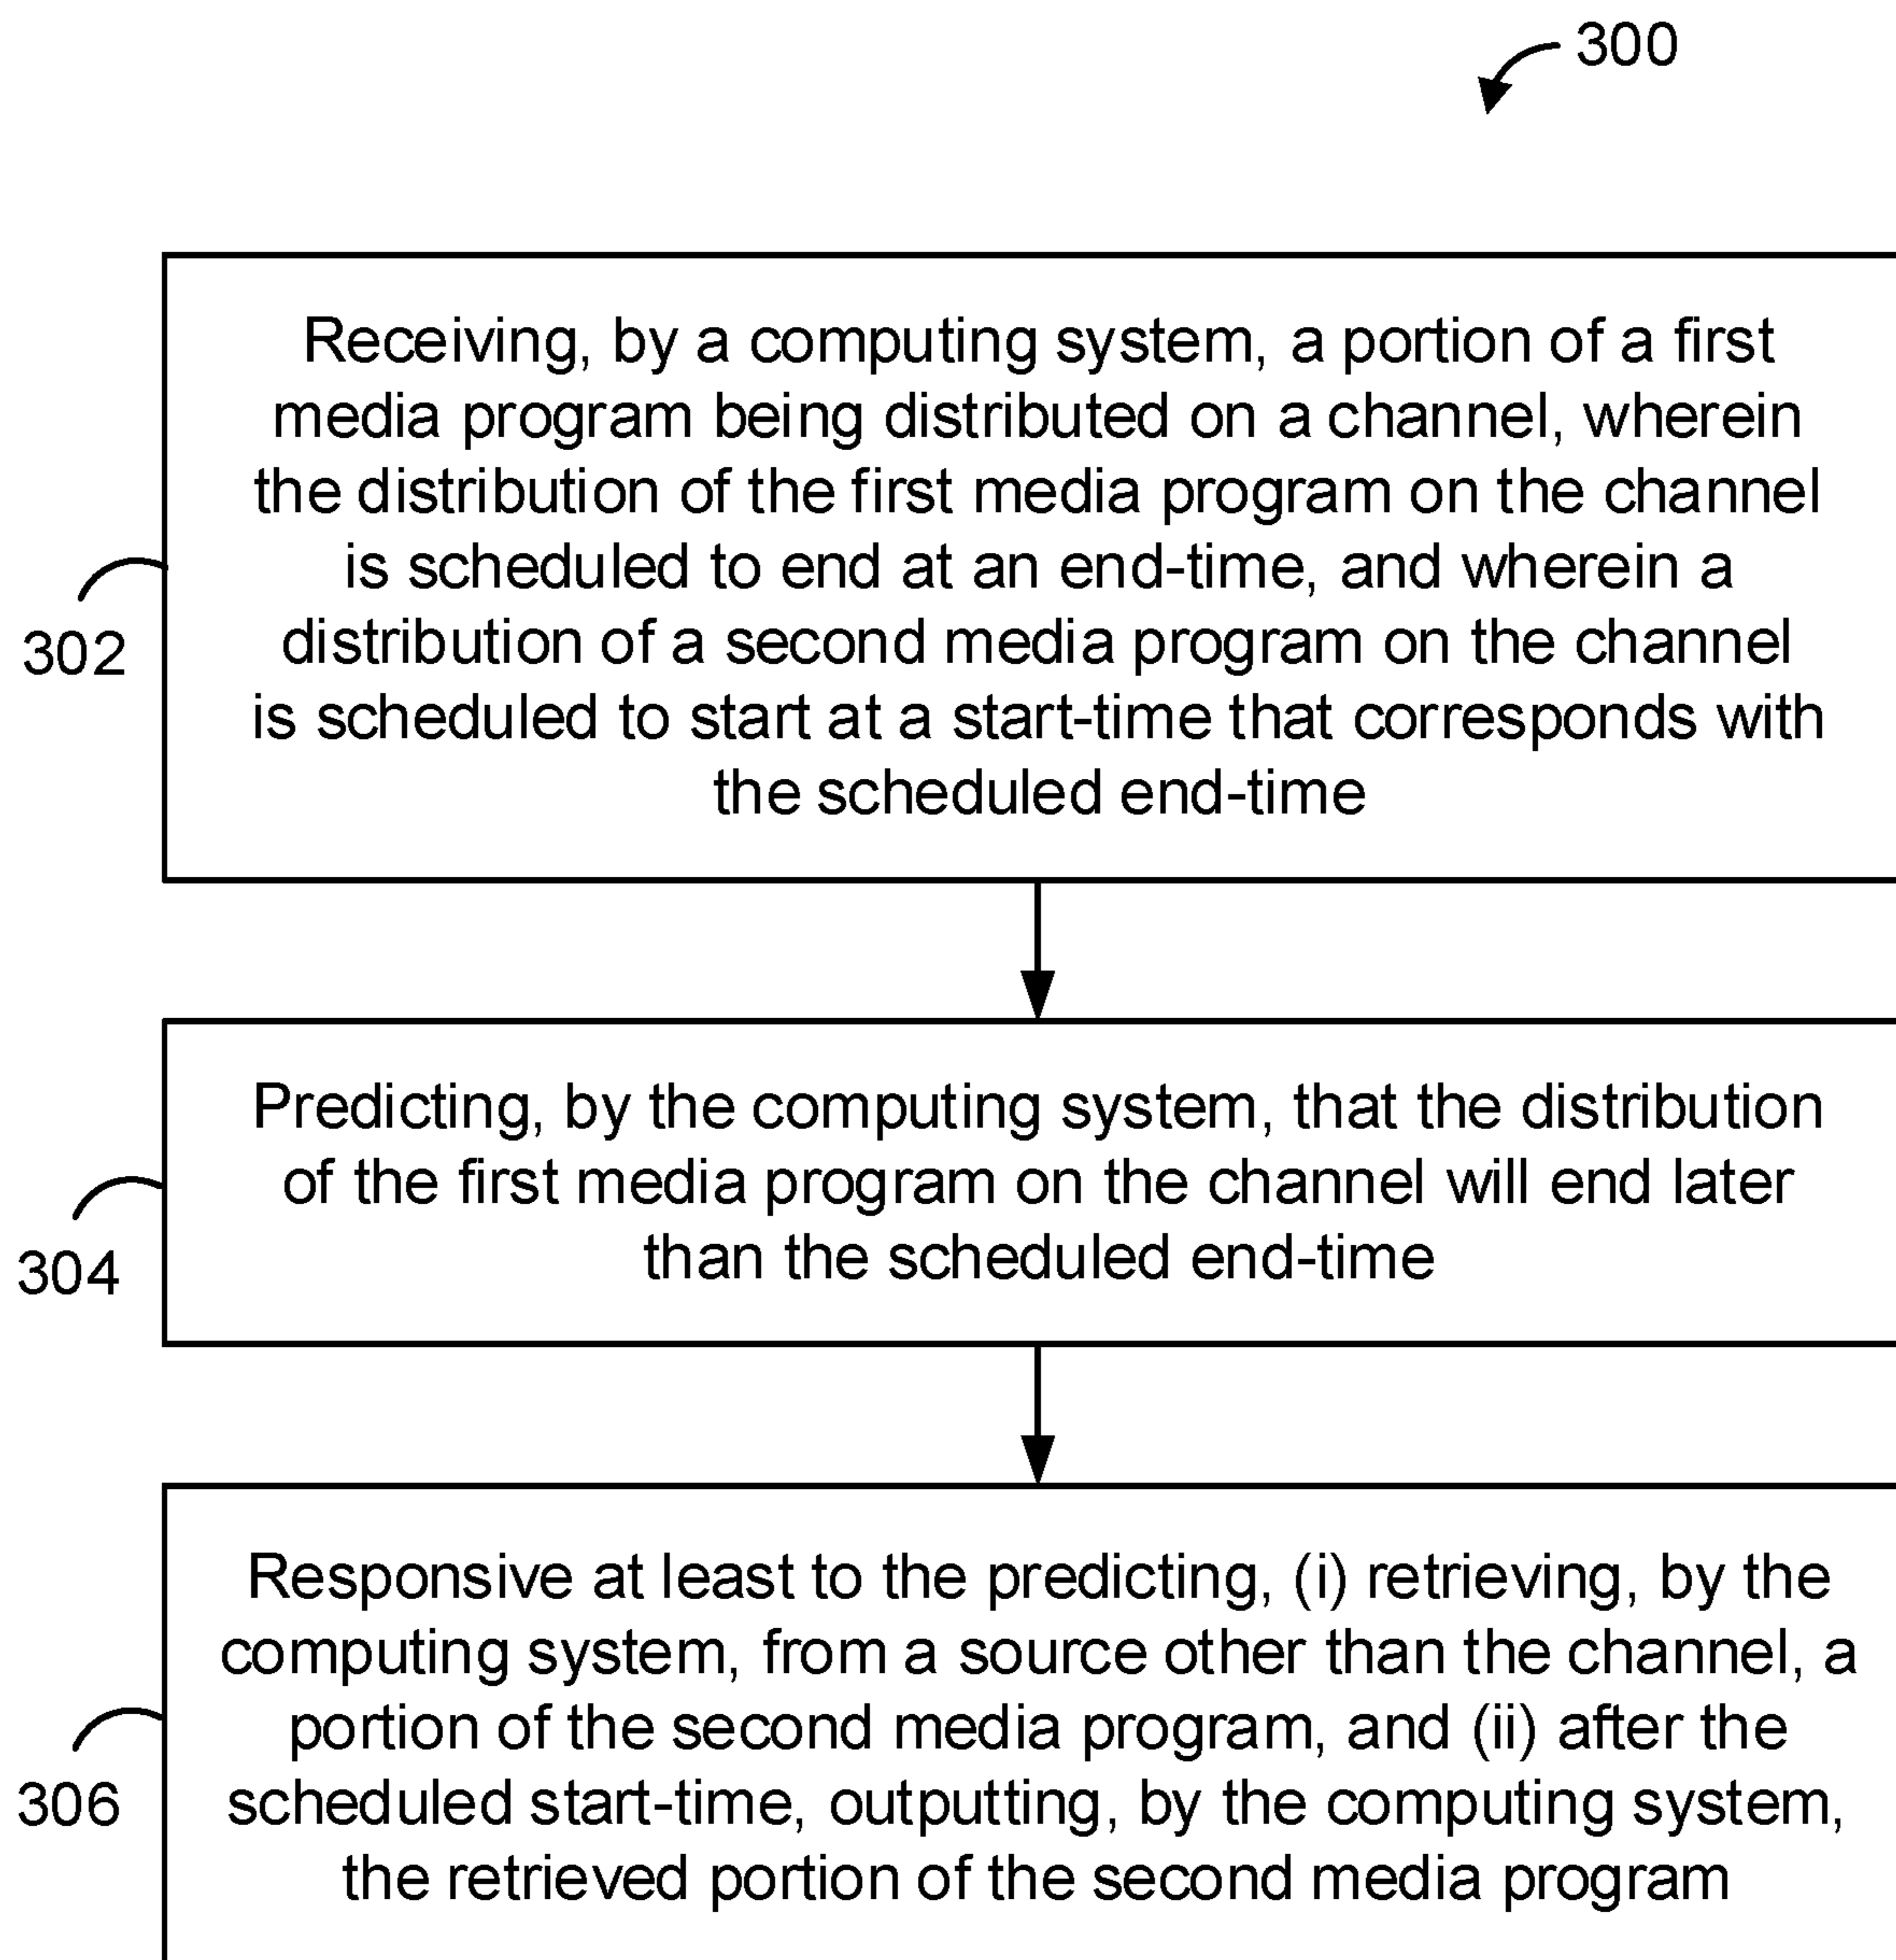 300
Receiving, by a computing system, a portion of a first
media program being distributed on a channel, wherein
the distribution of the first media program on the channel
is scheduled to end at an end-time, and wherein a
distribution of a second media program on the channel
is scheduled to start at a start-time that corresponds with
the scheduled end-time
302
Predicting, by the computing system, that the distribution
of the first media program on the channel will end later
than the scheduled end-time
304
Responsive at least to the predicting, (i) retrieving, by the
computing system, from a source other than the channel, a
portion of the second media program, and (ii) after the
scheduled start-time, outputting, by the computing system,
the retrieved portion of the second media program
306